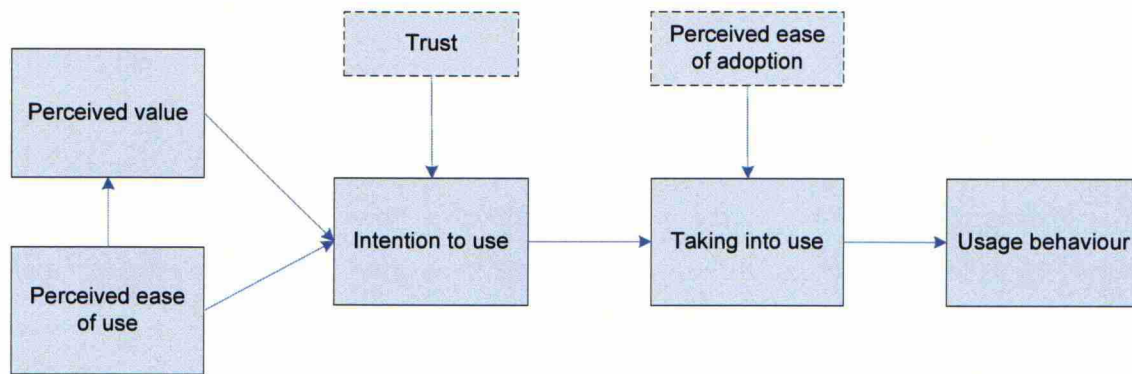 Trust
Perceived ease
of adoption
Perceived value
Intention to use
Taking into use
Usage behaviour
Perceived ease
of use